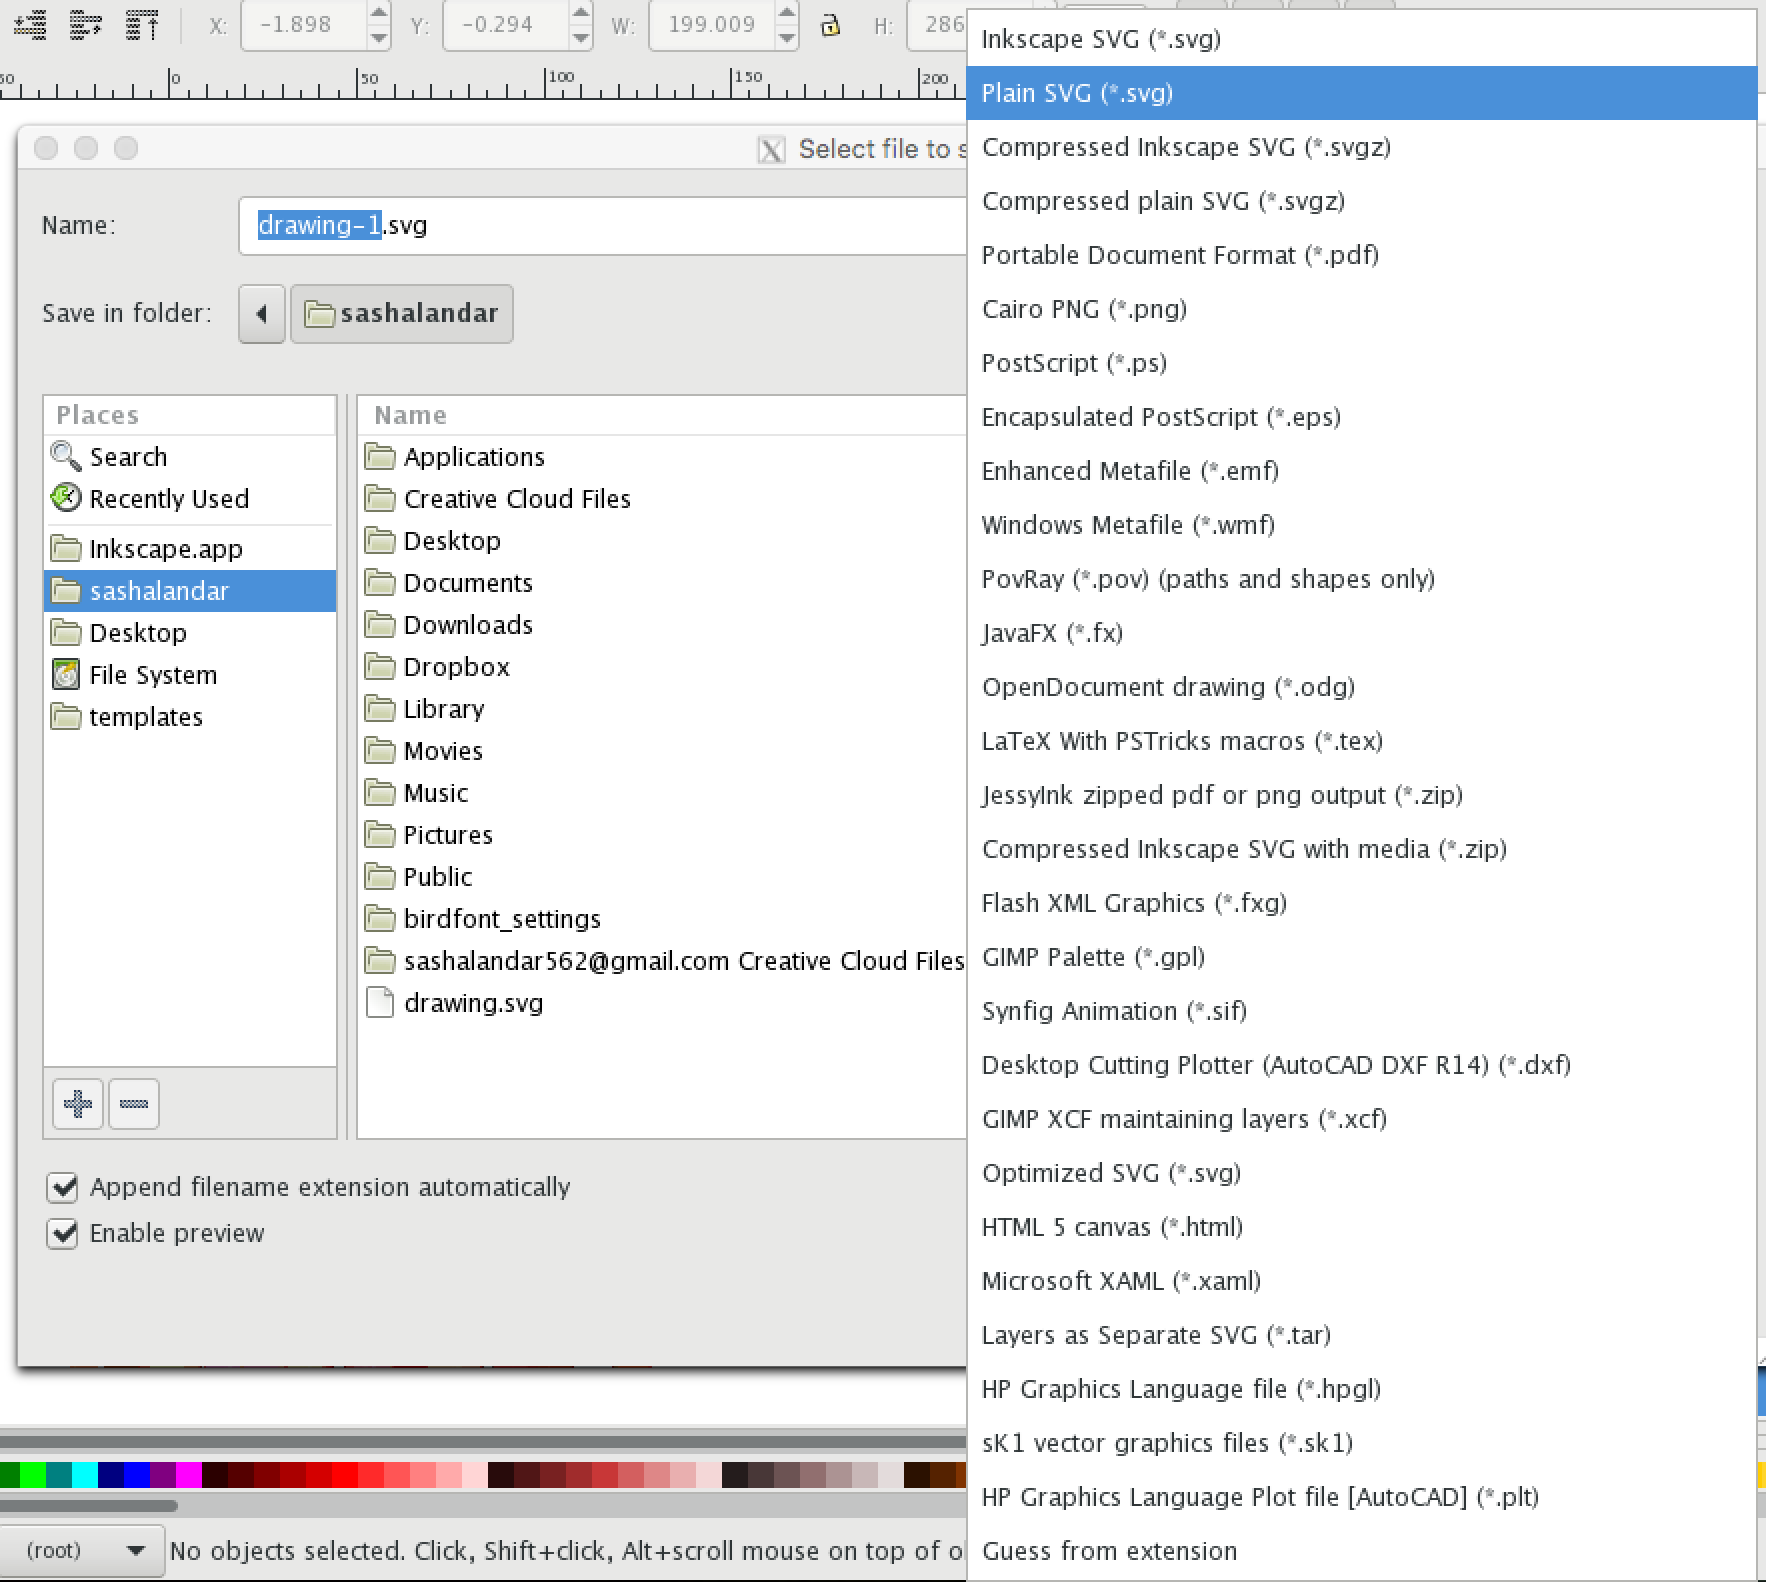 X: -1.898 Y: -0.294 W: 199.009 H: 286
0 50 100 150 200
Select file to s
Name: drawing-1.svg
Save in folder: sashalandar
Places
Search
Recently Used
Inkscape.app
sashalandar
Desktop
File System
templates
Name
Applications
Creative Cloud Files
Desktop
Documents
Downloads
Dropbox
Library
Movies
Music
Pictures
Public
birdfont_settings
sashalandar562@gmail.com Creative Cloud Files
drawing.svg
Append filename extension automatically
Enable preview
(root) No objects selected. Click, Shift+click, Alt+scroll mouse on top of o
Inkscape SVG (*.svg)
Plain SVG (*.svg)
Compressed Inkscape SVG (*.svgz)
Compressed plain SVG (*.svgz)
Portable Document Format (*.pdf)
Cairo PNG (*.png)
PostScript (*.ps)
Encapsulated PostScript (*.eps)
Enhanced Metafile (*.emf)
Windows Metafile (*.wmf)
PovRay (*.pov) (paths and shapes only)
JavaFX (*.fx)
OpenDocument drawing (*.odg)
LaTeX With PSTricks macros (*.tex)
JessyInk zipped pdf or png output (*.zip)
Compressed Inkscape SVG with media (*.zip)
Flash XML Graphics (*.fxg)
GIMP Palette (*.gpl)
Synfig Animation (*.sif)
Desktop Cutting Plotter (AutoCAD DXF R14) (*.dxf)
GIMP XCF maintaining layers (*.xcf)
Optimized SVG (*.svg)
HTML 5 canvas (*.html)
Microsoft XAML (*.xaml)
Layers as Separate SVG (*.tar)
HP Graphics Language file (*.hpgl)
sK1 vector graphics files (*.sk1)
HP Graphics Language Plot file [AutoCAD] (*.plt)
Guess from extension